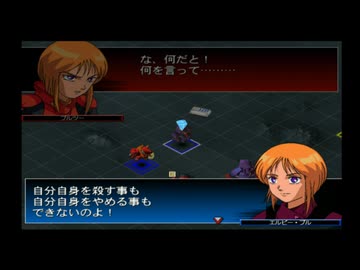 な、何だと！
何を言って………
プルツー
自分自身を殺す事も
自分自身をやめる事も
できないのよ！
エルピー・プル